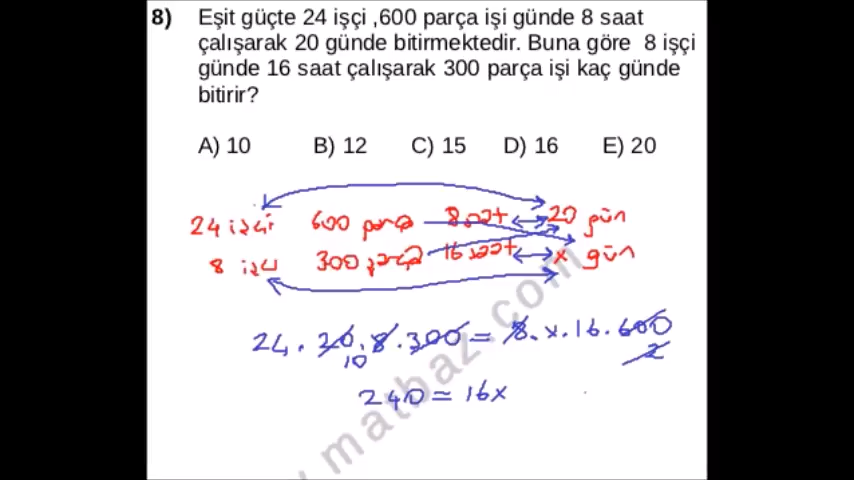 8) Eşit güçte 24 işçi ,600 parça işi günde 8 saat
çalışarak 20 günde bitirmektedir. Buna göre 8 işçi
günde 16 saat çalışarak 300 parça işi kaç günde
bitirir?
A) 10 B) 12 C) 15 D) 16 E) 20
24 işçi 600 parça 8 saat 20 gün
8 işçi 300 parça 16 saat x gün
24 . 20 . 8 . 300 = 8 . x . 16 . 600
10 2
240 = 16x
.matbaz.com